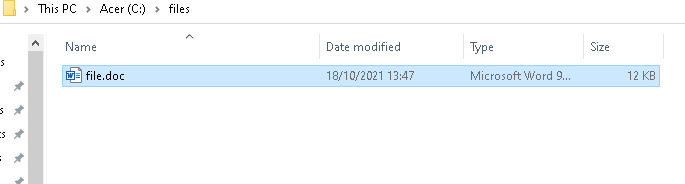 This PC > Acer (C:) > files
Name Date modified Type Size
file.doc 18/10/2021 13:47 Microsoft Word 9... 12 KB